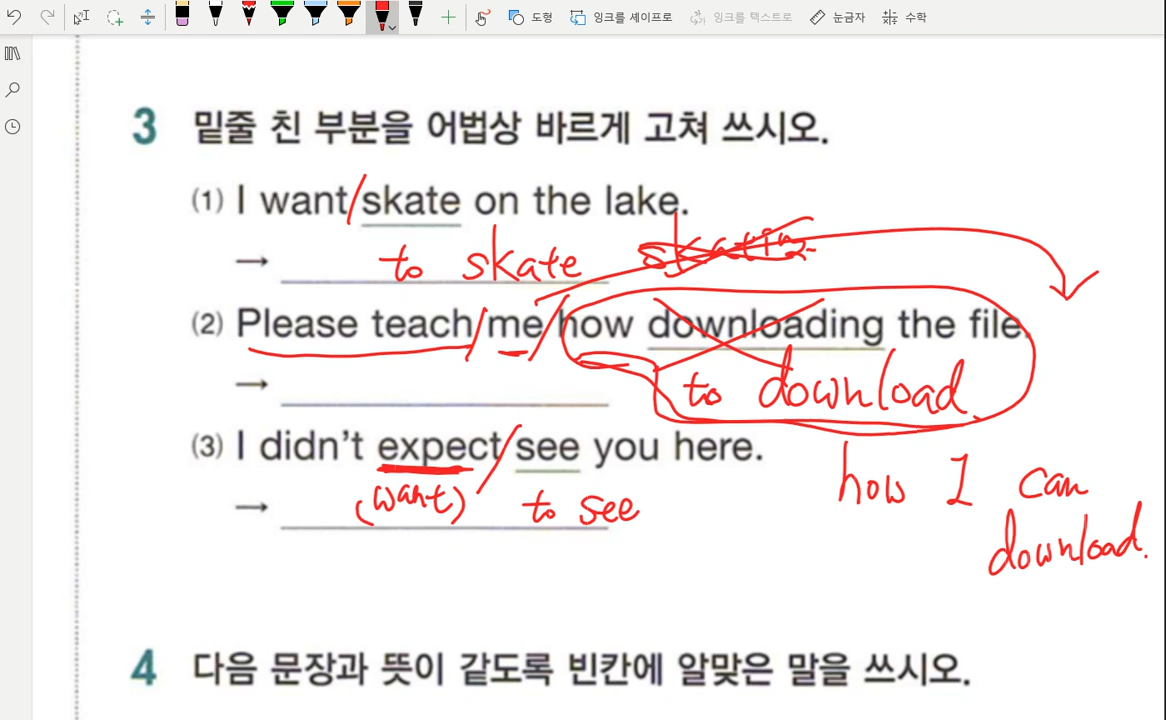 도형 잉크를 셰이프로 잉크를 텍스트로 눈금자 수학
3 밑줄 친 부분을 어법상 바르게 고쳐 쓰시오.
(1) I want/skate on the lake.
→ to skate skating
(2) Please teach/me/how downloading the file.
→ to download
(3) I didn't expect/see you here.
how I can
→ (want) to see
download.
4 다음 문장과 뜻이 같도록 빈칸에 알맞은 말을 쓰시오.